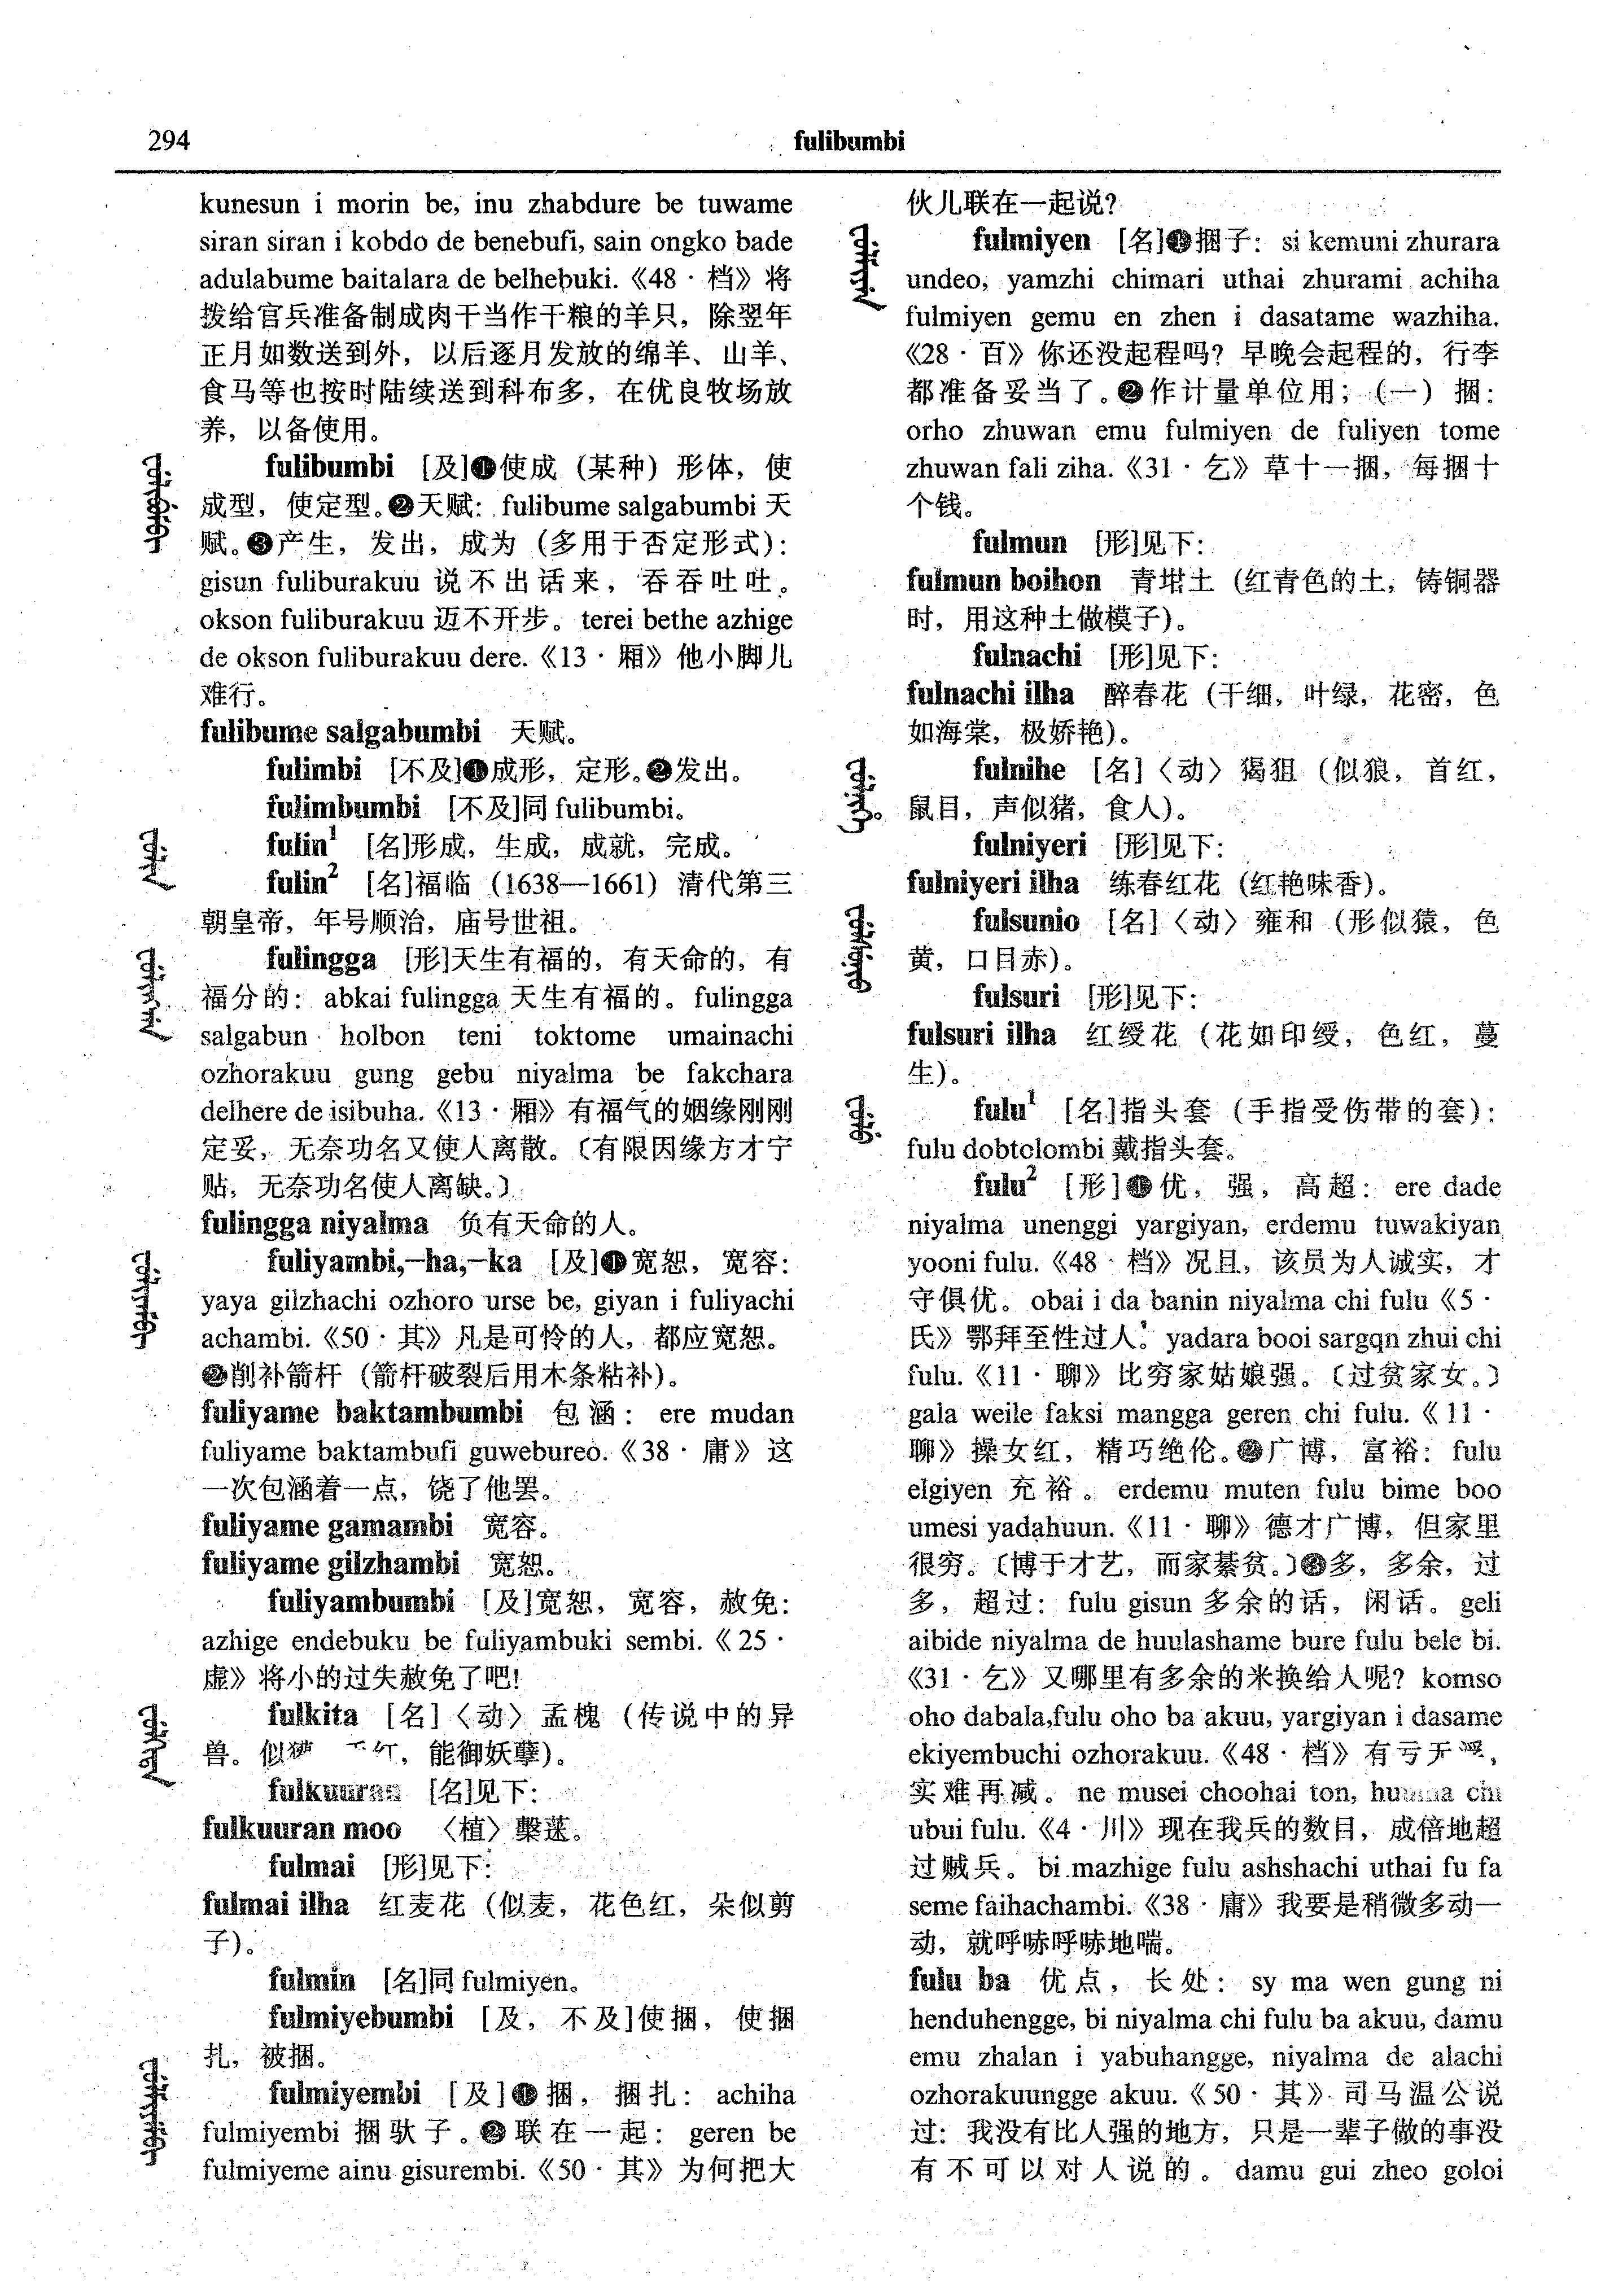 294
fulibumbi
kunesun i morin be, inu zhabdure be tuwame
siran siran i kobdo de benebufi, sain ongko bade
adulabume baitalara de belhebuki.《48 · 档》将
拨给官兵准备制成肉干当作干粮的羊只，除翌年
正月如数送到外，以后逐月发放的绵羊、山羊、
食马等也按时陆续送到科布多，在优良牧场放
养，以备使用。
fulibumbi [及]❶使成（某种）形体，使
成型，使定型。❷天赋：fulibume salgabumbi 天
赋。❸产生，发出，成为（多用于否定形式）：
gisun fuliburakuu 说不出话来，吞吞吐吐。
okson fuliburakuu 迈不开步。terei bethe azhige
de okson fuliburakuu dere.《13 · 厢》他小脚儿
难行。
fulibume salgabumbi 天赋。
fulimbi [不及]❶成形，定形。❷发出。
fulimbumbi [不及]同 fulibumbi。
fulin¹ [名]形成，生成，成就，完成。
fulin² [名]福临（1638—1661）清代第三
朝皇帝，年号顺治，庙号世祖。
fulingga [形]天生有福的，有天命的，有
福分的：abkai fulingga 天生有福的。fulingga
salgabun holbon teni toktome umainachi
ozhorakuu gung gebu niyalma be fakchara
delhere de isibuha.《13 · 厢》有福气的姻缘刚刚
定妥，无奈功名又使人离散。〔有限因缘方才宁
贴，无奈功名使人离缺。〕
fulingga niyalma 负有天命的人。
fuliyambi,-ha,-ka [及]❶宽恕，宽容：
yaya gilzhachi ozhoro urse be, giyan i fuliyachi
achambi.《50 · 其》凡是可怜的人，都应宽恕。
❷削补箭杆（箭杆破裂后用木条粘补）。
fuliyame baktambumbi 包涵：ere mudan
fuliyame baktambufi guwebureo.《38 · 庸》这
一次包涵着一点，饶了他罢。
fuliyame gamambi 宽容。
fuliyame gilzhambi 宽恕。
fuliyambumbi [及]宽恕，宽容，赦免：
azhige endebuku be fuliyambuki sembi.《25 ·
虚》将小的过失赦免了吧！
fulkita [名]〈动〉孟槐（传说中的异
兽。似，能御妖孽）。
fulkuuran [名]见下：
fulkuuran moo 〈植〉檕迷。
fulmai [形]见下：
fulmai ilha 红麦花（似麦，花色红，朵似剪
子）。
fulmin [名]同 fulmiyen。
fulmiyebumbi [及，不及]使捆，使捆
扎，被捆。
fulmiyembi [及]❶捆，捆扎：achiha
fulmiyembi 捆驮子。❷联在一起：geren be
fulmiyeme ainu gisurembi.《50 · 其》为何把大
伙儿联在一起说？
fulmiyen [名]❶捆子：si kemuni zhurara
undeo, yamzhi chimari uthai zhurami achiha
fulmiyen gemu en zhen i dasatame wazhiha.
《28 · 百》你还没起程吗？早晚会起程的，行李
都准备妥当了。❷作计量单位用；（一）捆：
orho zhuwan emu fulmiyen de fuliyen tome
zhuwan fali ziha.《31 · 乞》草十一捆，每捆十
个钱。
fulmun [形]见下：
fulmun boihon 青坩土（红青色的土，铸铜器
时，用这种土做模子）。
fulnachi [形]见下：
fulnachi ilha 醉春花（干细，叶绿，花密，色
如海棠，极娇艳）。
fulnihe [名]〈动〉猲狙（似狼，首红，
鼠目，声似猪，食人）。
fulniyeri [形]见下：
fulniyeri ilha 练春红花（红艳味香）。
fulsunio [名]〈动〉雍和（形似猿，色
黄，口目赤）。
fulsuri [形]见下：
fulsuri ilha 红绶花（花如印绶，色红，蔓
生）。
fulu¹ [名]指头套（手指受伤带的套）：
fulu dobtolombi 戴指头套。
fulu² [形]❶优，强，高超：ere dade
niyalma unenggi yargiyan, erdemu tuwakiyan
yooni fulu.《48 · 档》况且，该员为人诚实，才
守俱优。obai i da banin niyalma chi fulu《5 ·
氏》鄂拜至性过人。yadara booi sargqn zhui chi
fulu.《11 · 聊》比穷家姑娘强。〔过贫家女。〕
gala weile faksi mangga geren chi fulu.《11 ·
聊》操女红，精巧绝伦。❷广博，富裕：fulu
elgiyen 充裕。erdemu muten fulu bime boo
umesi yadahuun.《11 · 聊》德才广博，但家里
很穷。〔博于才艺，而家綦贫。〕❸多，多余，过
多，超过：fulu gisun 多余的话，闲话。geli
aibide niyalma de huulashame bure fulu bele bi.
《31 · 乞》又哪里有多余的米换给人呢？komso
oho dabala,fulu oho ba akuu, yargiyan i dasame
ekiyembuchi ozhorakuu.《48 · 档》有亏无，
实难再减。ne musei choohai ton, chi
ubui fulu.《4 · 川》现在我兵的数目，成倍地超
过贼兵。bi mazhige fulu ashshachi uthai fu fa
seme faihachambi.《38 · 庸》我要是稍微多动一
动，就呼哧呼哧地喘。
fulu ba 优点，长处：sy ma wen gung ni
henduhengge, bi niyalma chi fulu ba akuu, damu
emu zhalan i yabuhangge, niyalma de alachi
ozhorakuungge akuu.《50 · 其》司马温公说
过：我没有比人强的地方，只是一辈子做的事没
有不可以对人说的。damu gui zheo goloi